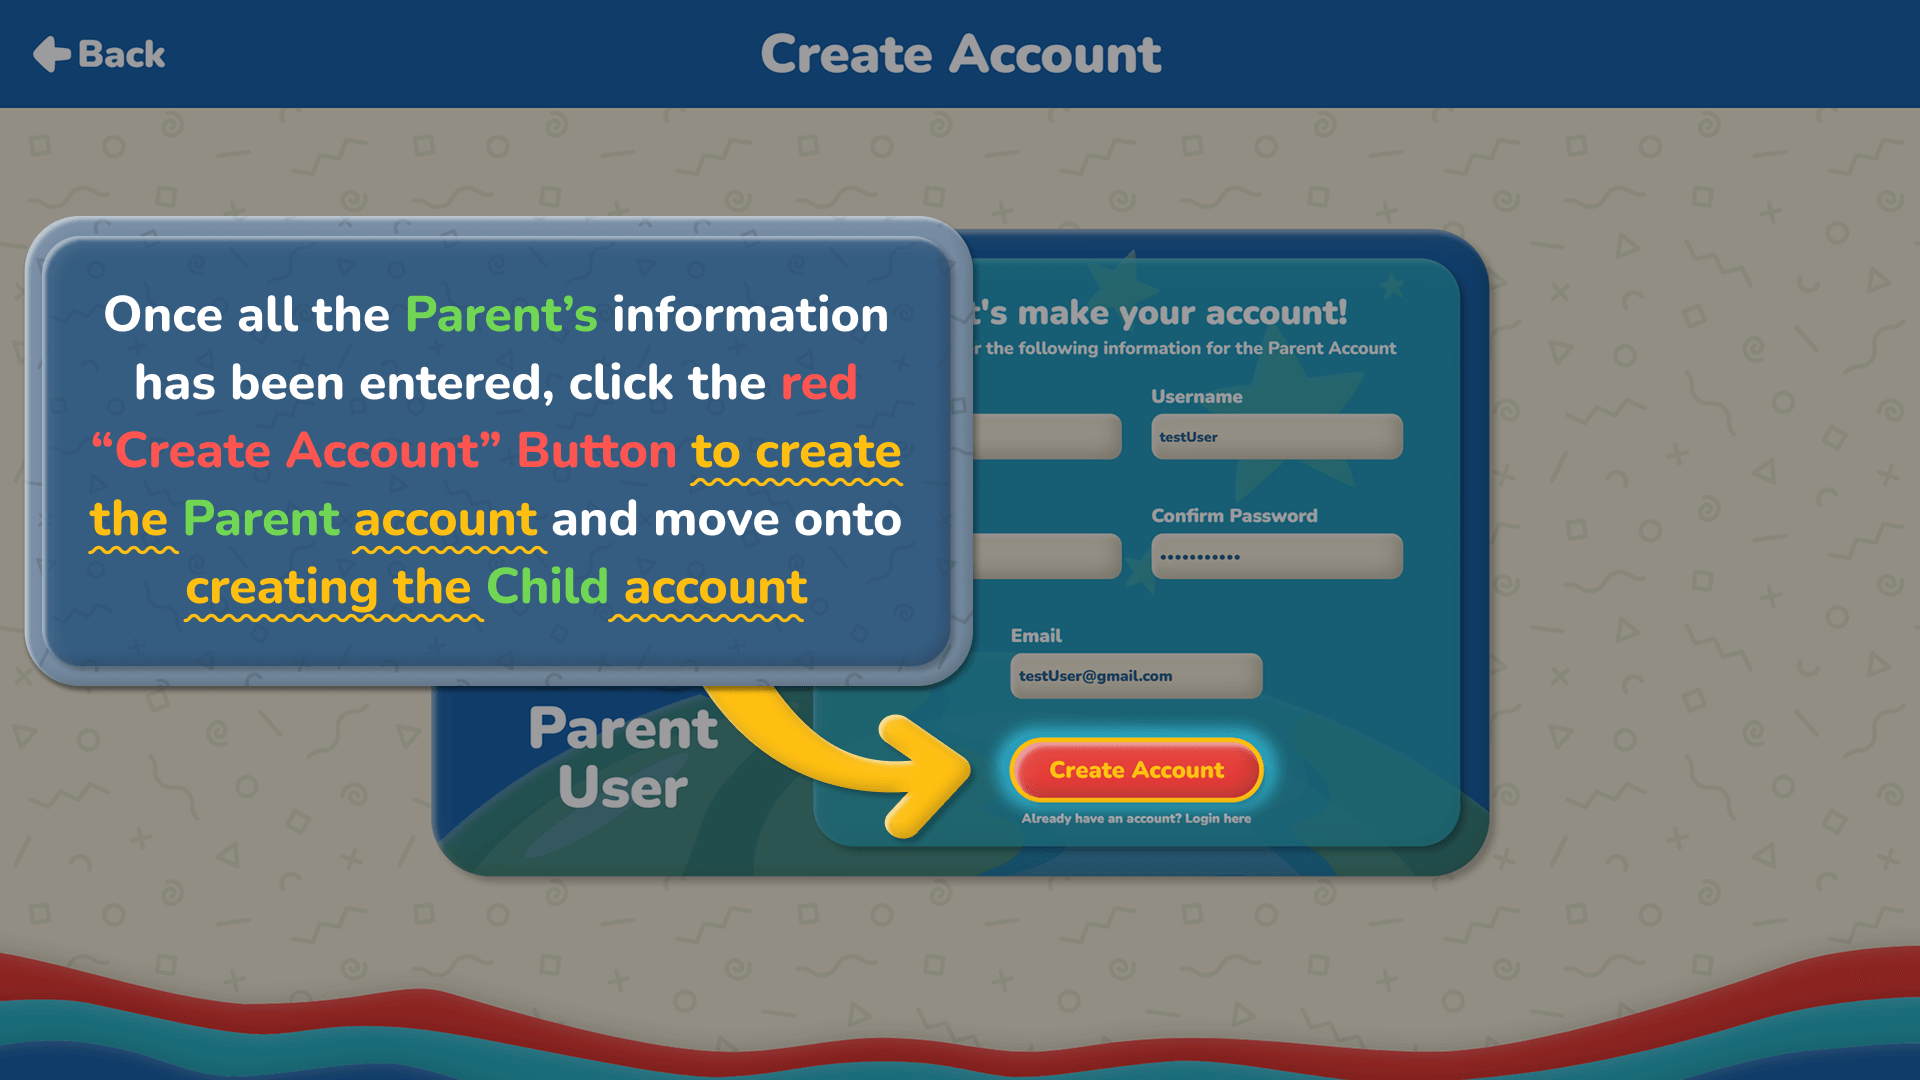 Back
Create Account
Once all the Parent’s information
has been entered, click the red
“Create Account” Button to create
the Parent account and move onto
creating the Child account
's make your account!
the following information for the Parent Account
Username
testUser
Confirm Password
•••••••••••
Email
testUser@gmail.com
Parent
User
Create Account
Already have an account? Login here